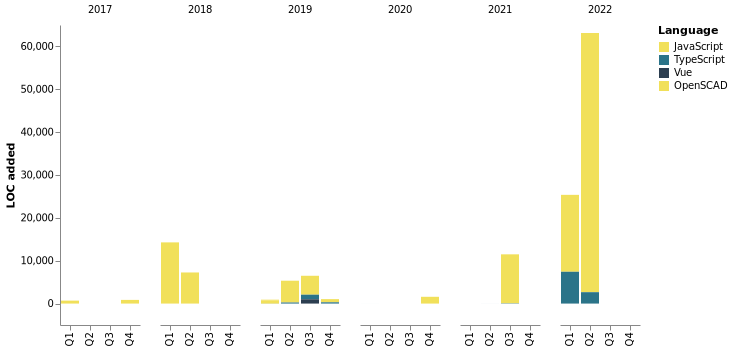 2017 2018 2019 2020 2021 2022
Language
JavaScript
TypeScript
Vue
OpenSCAD
LOC added
60,000
50,000
40,000
30,000
20,000
10,000
0
Q1 Q2 Q3 Q4 Q1 Q2 Q3 Q4 Q1 Q2 Q3 Q4 Q1 Q2 Q3 Q4 Q1 Q2 Q3 Q4 Q1 Q2 Q3 Q4